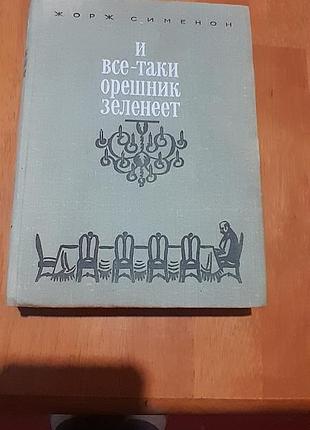 ЖОРЖ СИМЕНОН
И
ВСЕ-ТАКИ
ОРЕШНИК
ЗЕЛЕНЕЕТ